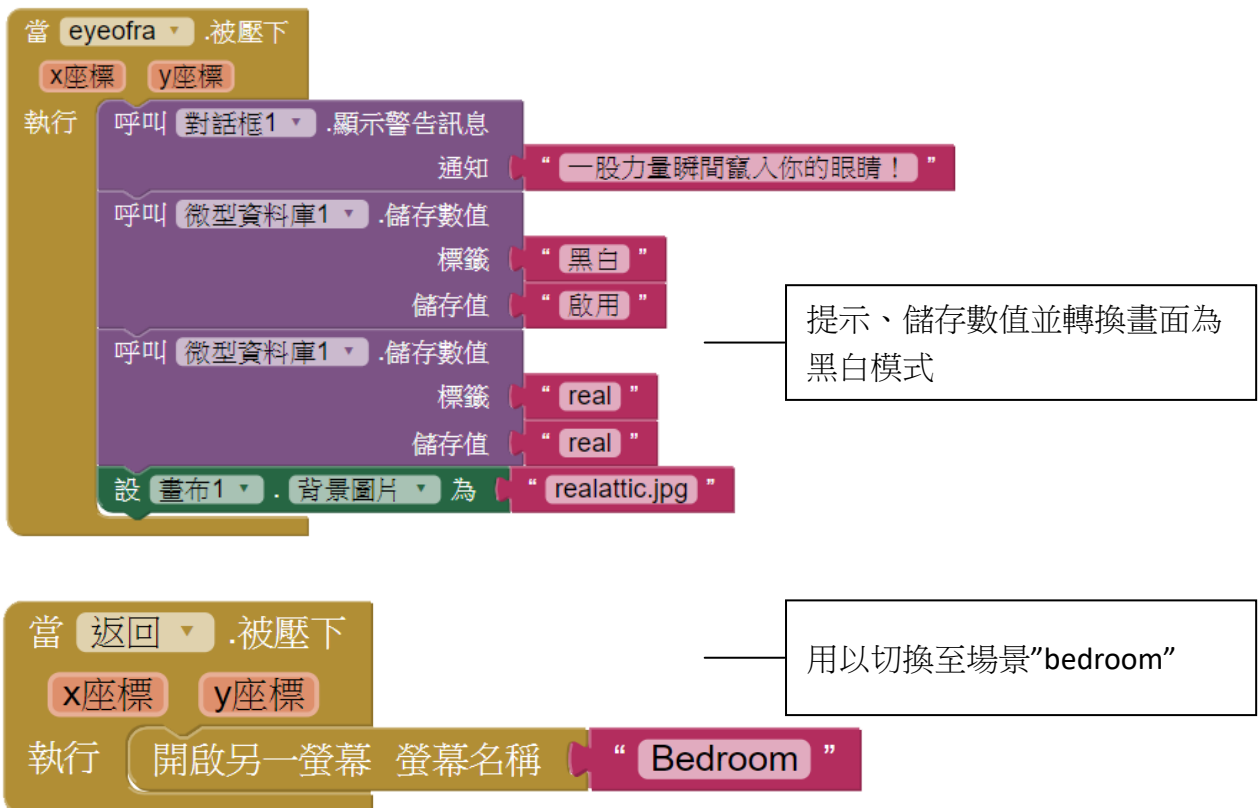 當 eyeofra .被壓下
x座標 y座標
執行 呼叫 對話框1 .顯示警告訊息
通知 “ 一股力量瞬間竄入你的眼睛！ ”
呼叫 微型資料庫1 .儲存數值
標籤 “ 黑白 ”
儲存值 “ 啟用 ”
呼叫 微型資料庫1 .儲存數值
標籤 “ real ”
儲存值 “ real ”
設 畫布1 . 背景圖片 為 “ realattic.jpg ”
提示、儲存數值並轉換畫面為
黑白模式
當 返回 .被壓下
x座標 y座標
執行 開啟另一螢幕 螢幕名稱 “ Bedroom ”
用以切換至場景”bedroom”